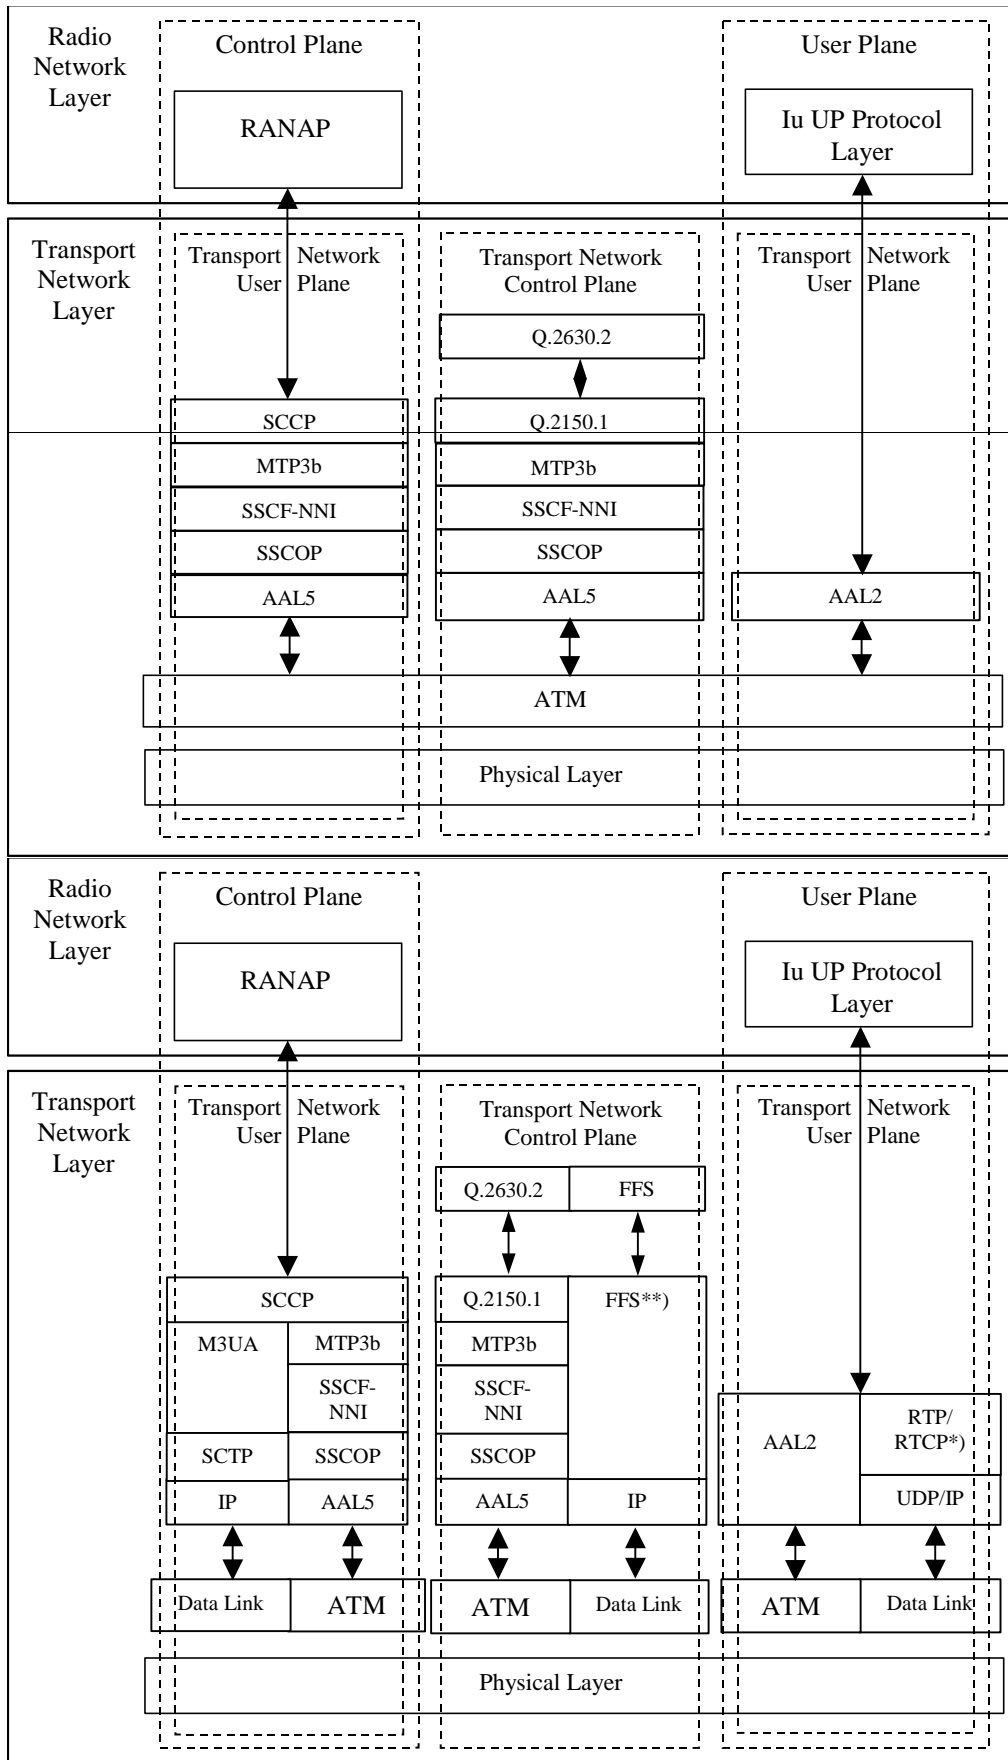 Radio
Network
Layer
Control Plane
User Plane
RANAP
Iu UP Protocol
Layer
Transport
Network
Layer
Transport Network
User Plane
Transport Network
Control Plane
Transport Network
User Plane
Q.2630.2
SCCP
Q.2150.1
MTP3b
MTP3b
SSCF-NNI
SSCF-NNI
SSCOP
SSCOP
AAL5
AAL5
AAL2
ATM
Physical Layer
Radio
Network
Layer
Control Plane
User Plane
RANAP
Iu UP Protocol
Layer
Transport
Network
Layer
Transport Network
User Plane
Transport Network
Control Plane
Transport Network
User Plane
Q.2630.2
FFS
SCCP
Q.2150.1
FFS**)
M3UA
MTP3b
MTP3b
SSCF-
NNI
SSCF-
NNI
RTP/
RTCP*)
AAL2
SCTP
SSCOP
SSCOP
IP
AAL5
AAL5
IP
UDP/IP
Data Link
ATM
ATM
Data Link
ATM
Data Link
Physical Layer